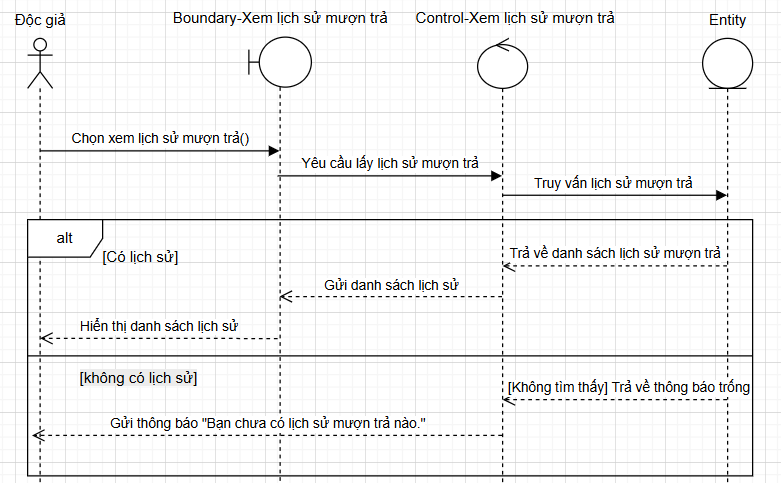 Độc giả
Boundary-Xem lịch sử mượn trả
Control-Xem lịch sử mượn trả
Entity
Chọn xem lịch sử mượn trả()
Yêu cầu lấy lịch sử mượn trả
Truy vấn lịch sử mượn trả
alt
[Có lịch sử]
Trả về danh sách lịch sử mượn trả
Gửi danh sách lịch sử
Hiển thị danh sách lịch sử
[không có lịch sử]
[Không tìm thấy] Trả về thông báo trống
Gửi thông báo "Bạn chưa có lịch sử mượn trả nào."